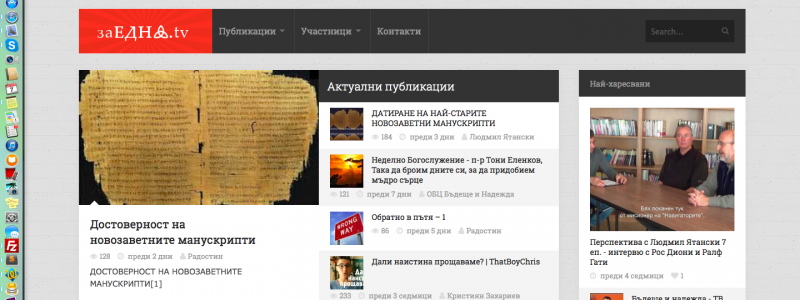 заЕДНА.tv
Публикации
Участници
Контакти
Search...
Достоверност на
новозаветните манускрипти
128 преди 2 дни Радостин
ДОСТОВЕРНОСТ НА НОВОЗАВЕТНИТЕ
МАНУСКРИПТИ[1]
Актуални публикации
ДАТИРАНЕ НА НАЙ-СТАРИТЕ
НОВОЗАВЕТНИ МАНУСКРИПТИ
184 преди 3 дни Людмил Ятански
Неделно Богослужение - п-р Тони Еленков,
Така да броим дните си, за да придобием
мъдро сърце
121 преди 7 дни ОБЦ Бъдеще и Надежда
WRONG
WAY
Обратно в пътя – 1
86 преди 5 дни Радостин
Дали наистина прощаваме? | ThatBoyChris
233 преди 3 седмици Кристиян Захариев
Най-харесвани
Бях поканен тук
от мисионер на "Навигаторите".
Перспектива с Людмил Ятански 7
еп. - интервю с Рос Диони и Ралф
Гати
преди 4 седмици 1
Бъдеще и надежда - ТВ